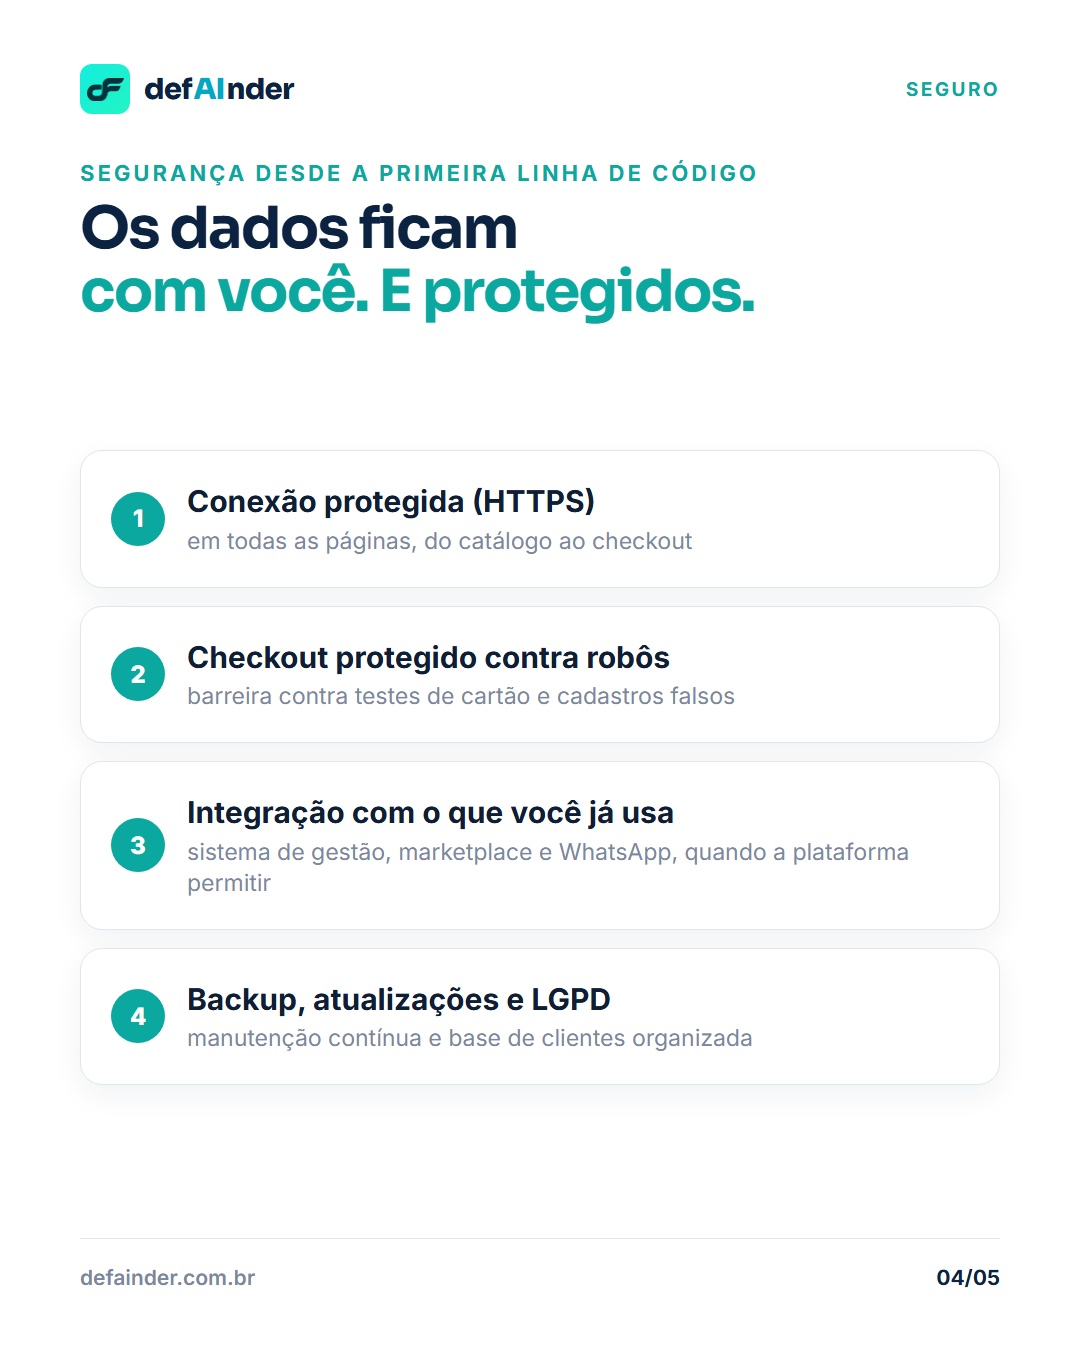 defAInder
SEGURO
SEGURANÇA DESDE A PRIMEIRA LINHA DE CÓDIGO
Os dados ficam
com você. E protegidos.
1
Conexão protegida (HTTPS)
em todas as páginas, do catálogo ao checkout
2
Checkout protegido contra robôs
barreira contra testes de cartão e cadastros falsos
3
Integração com o que você já usa
sistema de gestão, marketplace e WhatsApp, quando a plataforma
permitir
4
Backup, atualizações e LGPD
manutenção contínua e base de clientes organizada
defainder.com.br
04/05